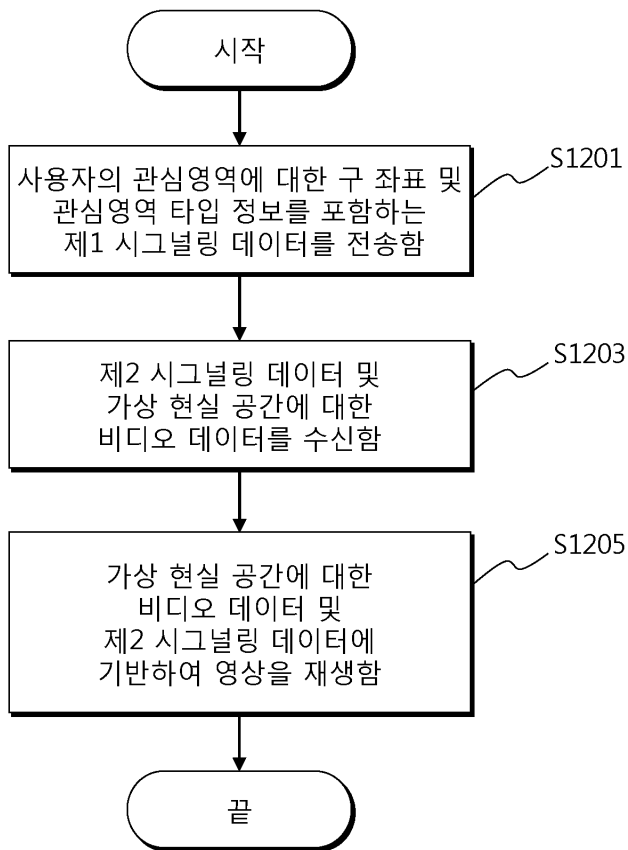 시작
S1201
사용자의 관심영역에 대한 구 좌표 및
관심영역 타입 정보를 포함하는
제1 시그널링 데이터를 전송함
S1203
제2 시그널링 데이터 및
가상 현실 공간에 대한
비디오 데이터를 수신함
S1205
가상 현실 공간에 대한
비디오 데이터 및
제2 시그널링 데이터에
기반하여 영상을 재생함
끝